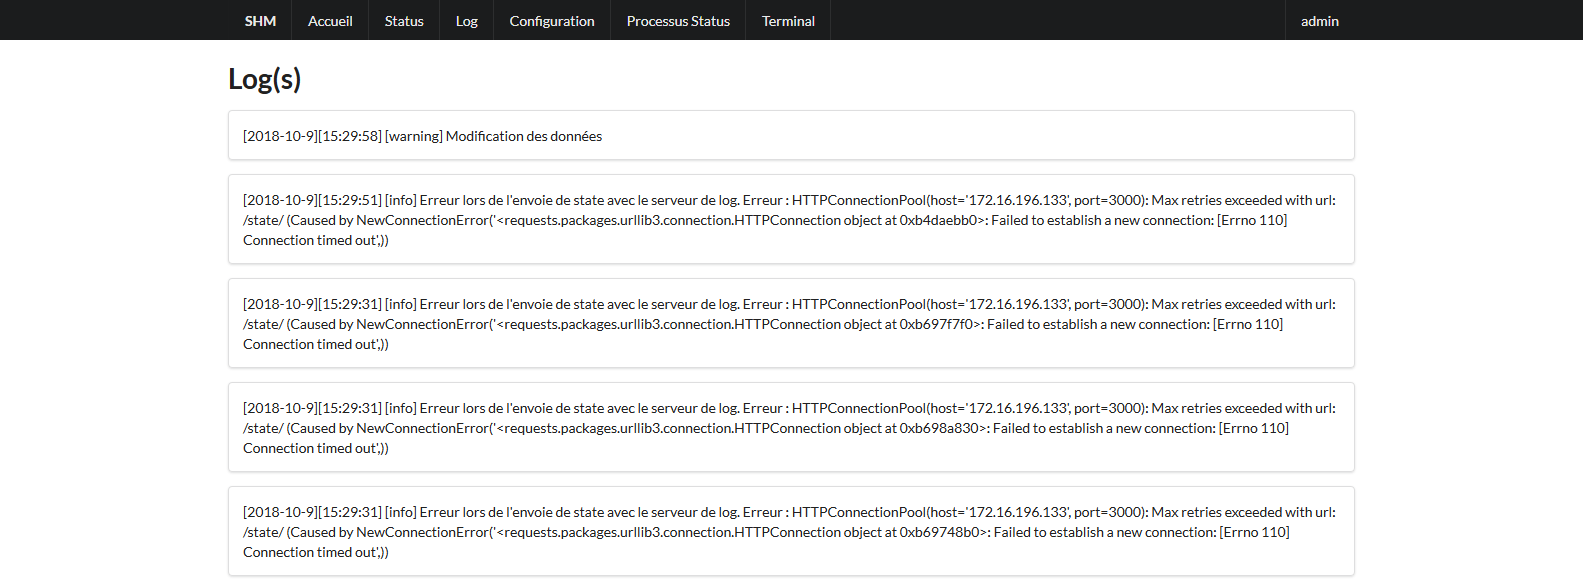 SHM Accueil Status Log Configuration Processus Status Terminal admin
Log(s)
[2018-10-9][15:29:58] [warning] Modification des données
[2018-10-9][15:29:51] [info] Erreur lors de l'envoie de state avec le serveur de log. Erreur : HTTPConnectionPool(host='172.16.196.133', port=3000): Max retries exceeded with url:
/state/ (Caused by NewConnectionError('<requests.packages.urllib3.connection.HTTPConnection object at 0xb4daebb0>: Failed to establish a new connection: [Errno 110]
Connection timed out',))
[2018-10-9][15:29:31] [info] Erreur lors de l'envoie de state avec le serveur de log. Erreur : HTTPConnectionPool(host='172.16.196.133', port=3000): Max retries exceeded with url:
/state/ (Caused by NewConnectionError('<requests.packages.urllib3.connection.HTTPConnection object at 0xb697f7f0>: Failed to establish a new connection: [Errno 110]
Connection timed out',))
[2018-10-9][15:29:31] [info] Erreur lors de l'envoie de state avec le serveur de log. Erreur : HTTPConnectionPool(host='172.16.196.133', port=3000): Max retries exceeded with url:
/state/ (Caused by NewConnectionError('<requests.packages.urllib3.connection.HTTPConnection object at 0xb698a830>: Failed to establish a new connection: [Errno 110]
Connection timed out',))
[2018-10-9][15:29:31] [info] Erreur lors de l'envoie de state avec le serveur de log. Erreur : HTTPConnectionPool(host='172.16.196.133', port=3000): Max retries exceeded with url:
/state/ (Caused by NewConnectionError('<requests.packages.urllib3.connection.HTTPConnection object at 0xb69748b0>: Failed to establish a new connection: [Errno 110]
Connection timed out',))